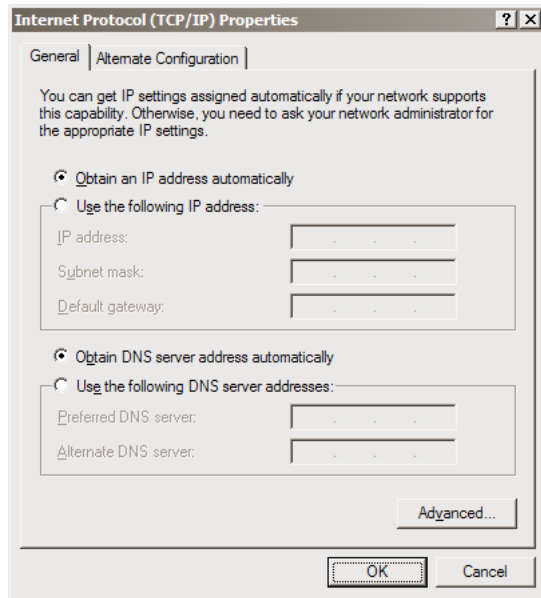 Internet Protocol (TCP/IP) Properties
? X
General Alternate Configuration
You can get IP settings assigned automatically if your network supports
this capability. Otherwise, you need to ask your network administrator for
the appropriate IP settings.
Obtain an IP address automatically
Use the following IP address:
IP address:
Subnet mask:
Default gateway:
Obtain DNS server address automatically
Use the following DNS server addresses:
Preferred DNS server:
Alternate DNS server:
Advanced...
OK Cancel